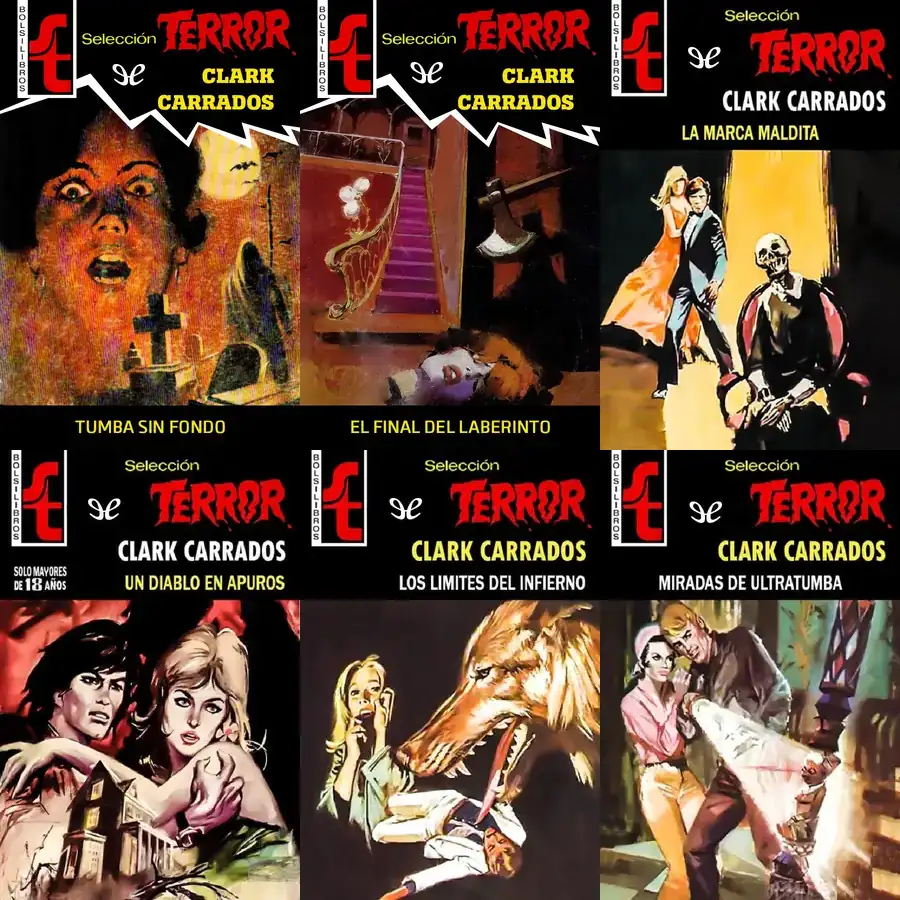 BOLSILIBROS
Selección
TERROR
CLARK
CARRADOS
TUMBA SIN FONDO
BOLSILIBROS
Selección
TERROR
CLARK
CARRADOS
EL FINAL DEL LABERINTO
BOLSILIBROS
Selección
TERROR
CLARK CARRADOS
LA MARCA MALDITA
BOLSILIBROS
Selección
TERROR
CLARK CARRADOS
SOLO MAYORES
DE 18 AÑOS
UN DIABLO EN APUROS
BOLSILIBROS
Selección
TERROR
CLARK CARRADOS
LOS LIMITES DEL INFIERNO
BOLSILIBROS
Selección
TERROR
CLARK CARRADOS
MIRADAS DE ULTRATUMBA